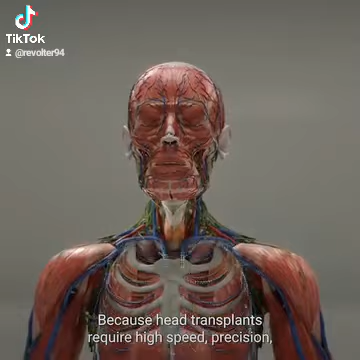 TikTok
@revolter94
Because head transplants
require high speed, precision,